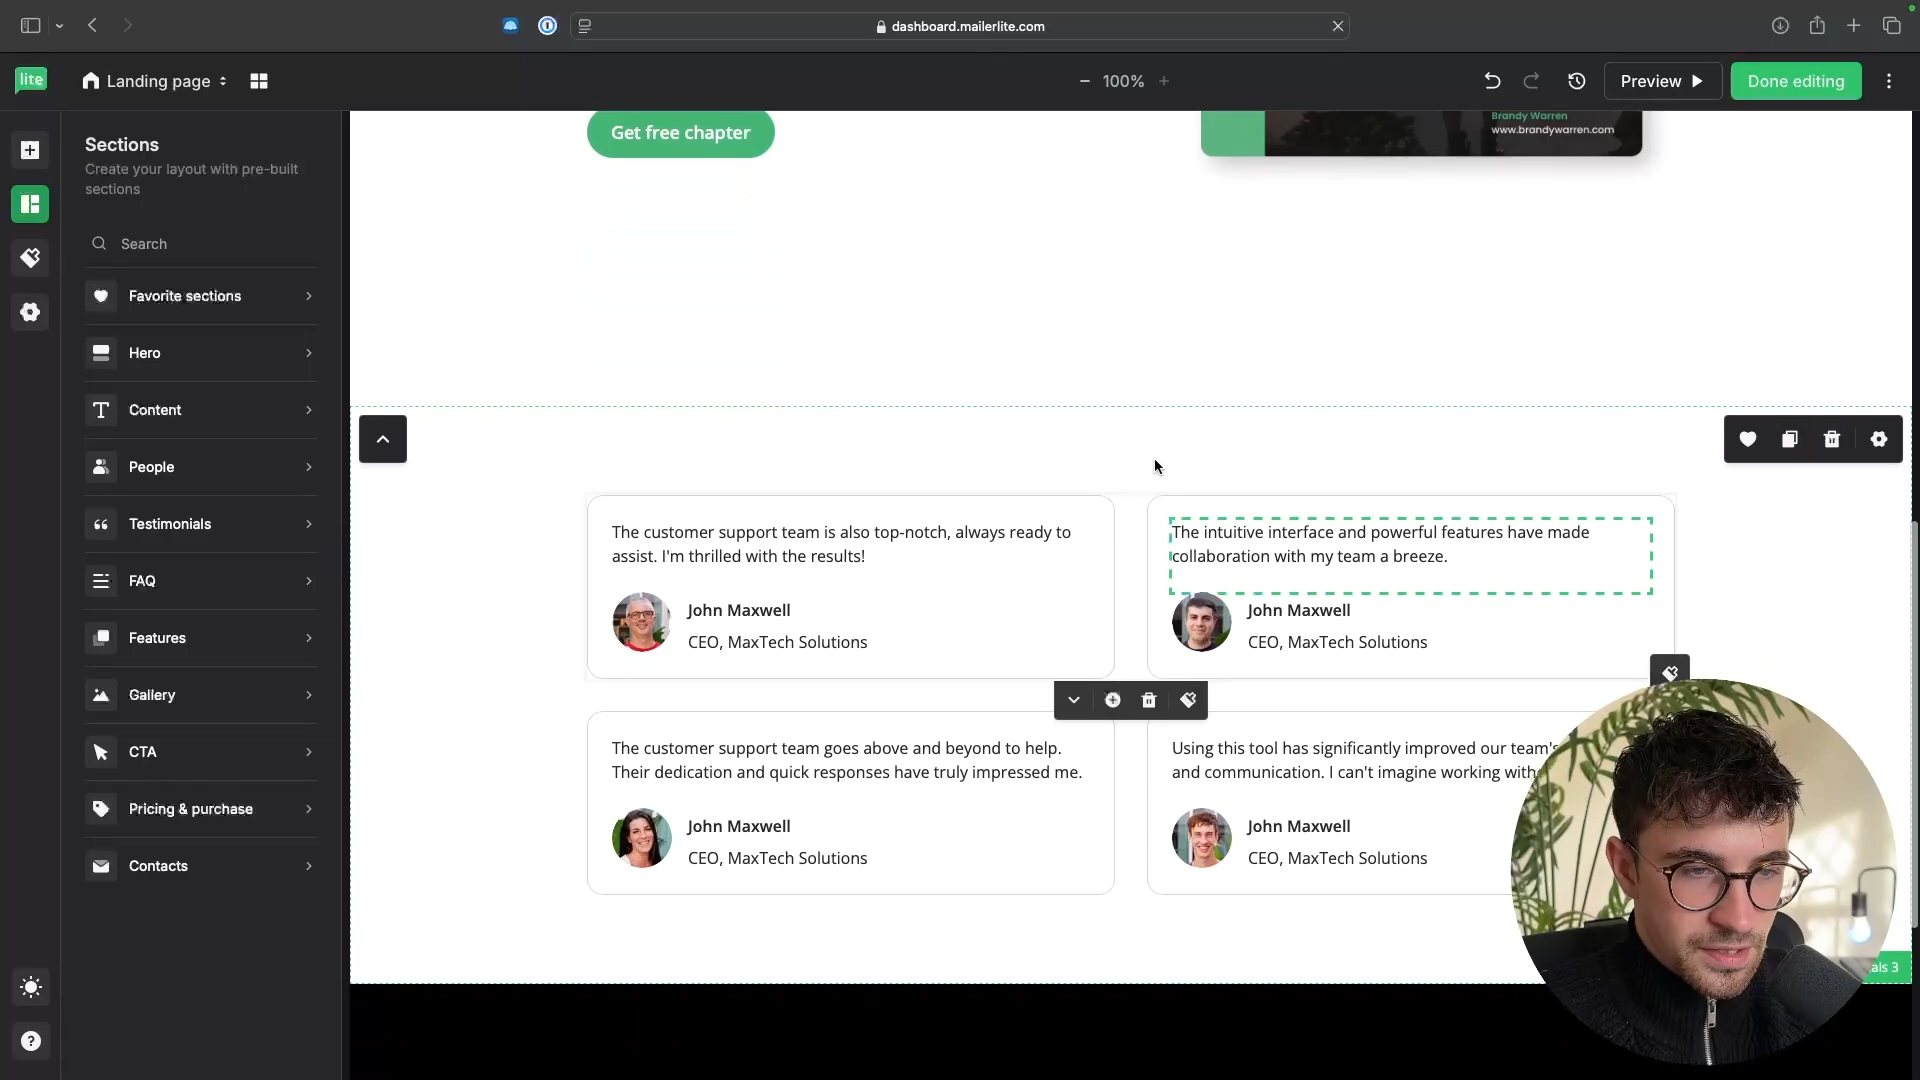 dashboard.mailerlite.com
lite
Landing page
100%
Preview
Done editing
Sections
Create your layout with pre-built
sections
Search
Favorite sections
Hero
Content
People
Testimonials
FAQ
Features
Gallery
CTA
Pricing & purchase
Contacts
Get free chapter
Brandy Warren
www.brandywarren.com
The customer support team is also top-notch, always ready to
assist. I'm thrilled with the results!
John Maxwell
CEO, MaxTech Solutions
The intuitive interface and powerful features have made
collaboration with my team a breeze.
John Maxwell
CEO, MaxTech Solutions
The customer support team goes above and beyond to help.
Their dedication and quick responses have truly impressed me.
John Maxwell
CEO, MaxTech Solutions
Using this tool has significantly improved our team's
and communication. I can't imagine working
John Maxwell
CEO, MaxTech Solutions
als 3